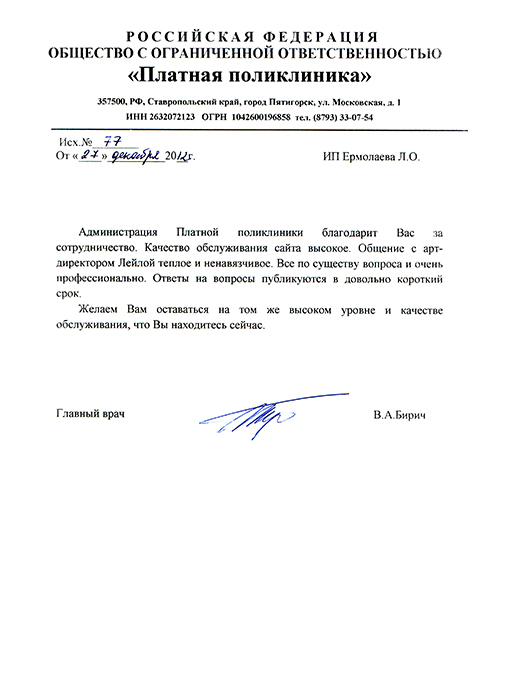 РОССИЙСКАЯ ФЕДЕРАЦИЯ
ОБЩЕСТВО С ОГРАНИЧЕННОЙ ОТВЕТСТВЕННОСТЬЮ
«Платная поликлиника»
357500, РФ, Ставропольский край, город Пятигорск, ул. Московская, д. 1
ИНН 2632072123 ОГРН 1042600196858 тел. (8793) 33-07-54
Исх.№ 77
От «27» декабря 2012г.
ИП Ермолаева Л.О.
Администрация Платной поликлиники благодарит Вас за
сотрудничество. Качество обслуживания сайта высокое. Общение с арт-
директором Лейлой теплое и ненавязчивое. Все по существу вопроса и очень
профессионально. Ответы на вопросы публикуются в довольно короткий
срок.
Желаем Вам оставаться на том же высоком уровне и качестве
обслуживания, что Вы находитесь сейчас.
Главный врач
В.А.Бирич